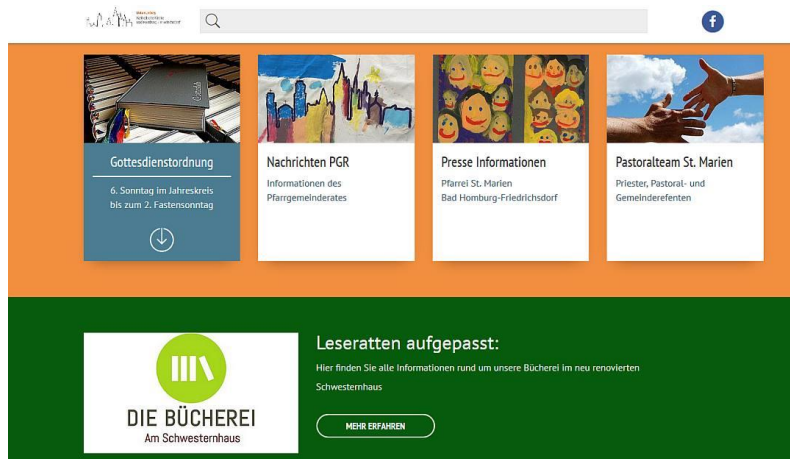 Gottesdienstordnung
6. Sonntag im Jahreskreis
bis zum 2. Fastensonntag
Nachrichten PGR
Informationen des
Pfarrgemeinderates
Presse Informationen
Pfarrei St. Marien
Bad Homburg-Friedrichsdorf
Pastoralteam St. Marien
Priester, Pastoral- und
Gemeinderefenten
DIE BÜCHEREI
Am Schwesternhaus
Leseratten aufgepasst:
Hier finden Sie alle Informationen rund um unsere Bücherei im neu renovierten
Schwesternhaus
MEHR ERFAHREN